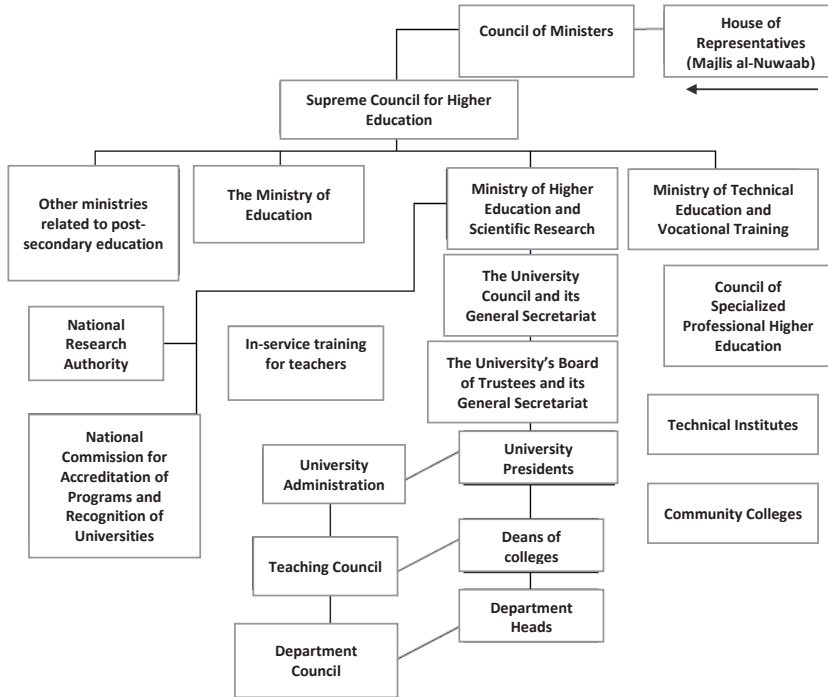 Council of Ministers
House of
Representatives
(Majlis al-Nuwaab)
Supreme Council for Higher
Education
Other ministries
related to post-
secondary education
The Ministry of
Education
Ministry of Higher
Education and
Scientific Research
Ministry of Technical
Education and
Vocational Training
The University
Council and its
General Secretariat
Council of
Specialized
Professional Higher
Education
National
Research
Authority
In-service training
for teachers
The University’s Board
of Trustees and its
General Secretariat
National
Commission for
Accreditation of
Programs and
Recognition of
Universities
Technical Institutes
University
Administration
University
Presidents
Community Colleges
Teaching Council
Deans of
colleges
Department
Council
Department
Heads